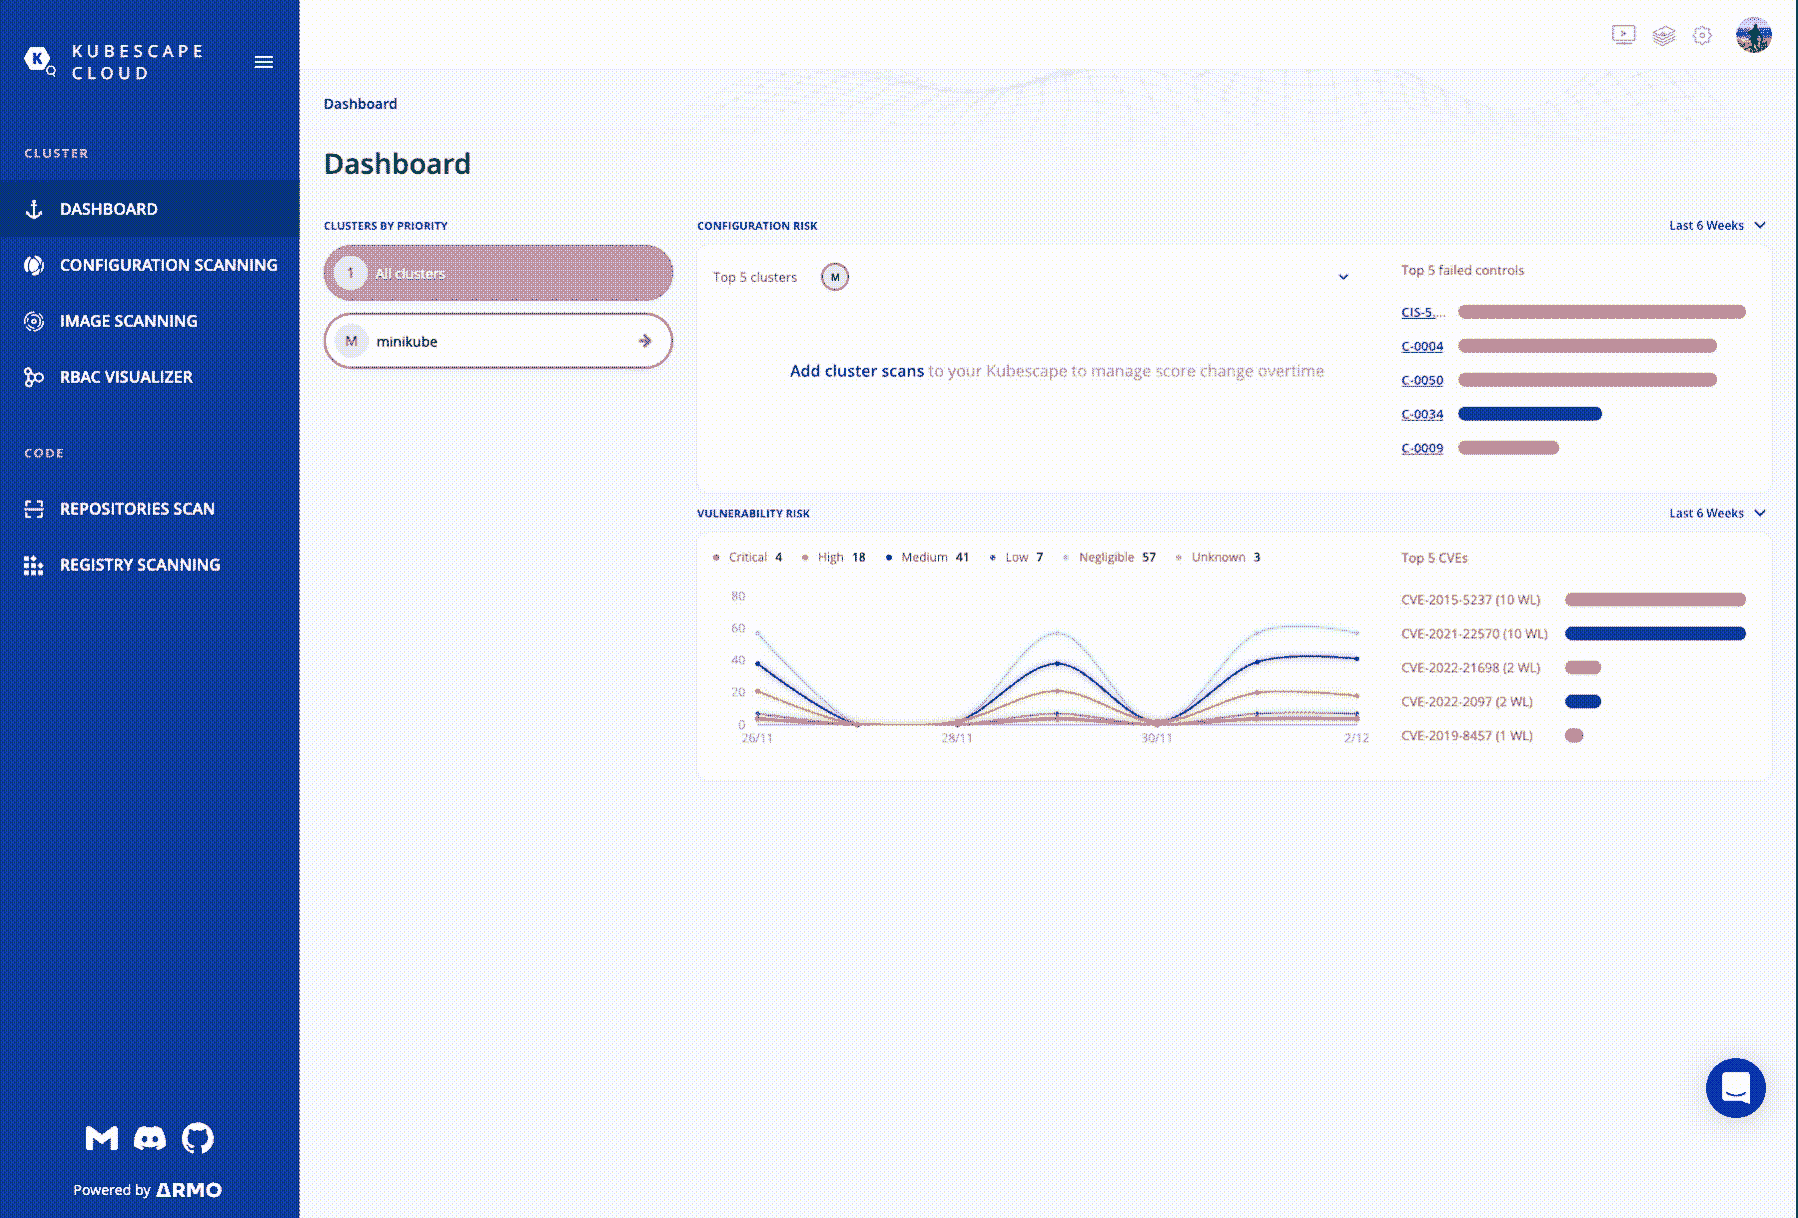 KUBESCAPE
CLOUD
CLUSTER
DASHBOARD
CONFIGURATION SCANNING
IMAGE SCANNING
RBAC VISUALIZER
CODE
REPOSITORIES SCAN
REGISTRY SCANNING
Powered by ARMO
Dashboard
Dashboard
CLUSTERS BY PRIORITY
1 All clusters
M minikube
CONFIGURATION RISK
Last 6 Weeks
Top 5 clusters M
Add cluster scans to your Kubescape to manage score change overtime
Top 5 failed controls
CIS-5....
C-0004
C-0050
C-0034
C-0009
VULNERABILITY RISK
Last 6 Weeks
Critical 4 High 18 Medium 41 Low 7 Negligible 57 Unknown 3
80
60
40
20
0
26/11 28/11 30/11 2/12
Top 5 CVEs
CVE-2015-5237 (10 WL)
CVE-2021-22570 (10 WL)
CVE-2022-21698 (2 WL)
CVE-2022-2097 (2 WL)
CVE-2019-8457 (1 WL)